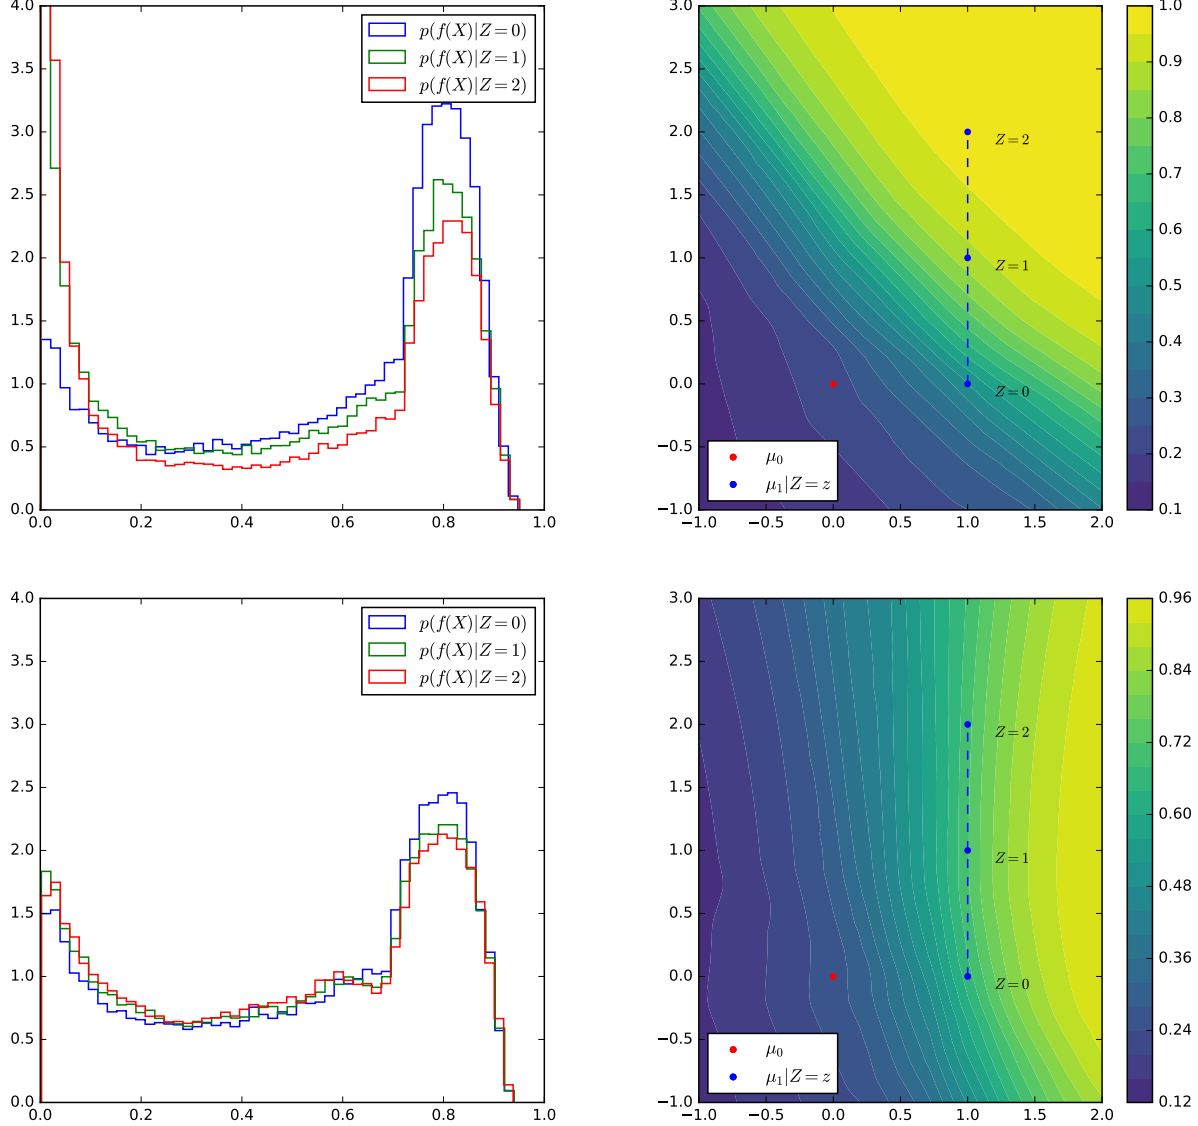 4.0
3.5
3.0
2.5
2.0
1.5
1.0
0.5
0.0
0.0 0.2 0.4 0.6 0.8 1.0
p(f(X)|Z = 0)
p(f(X)|Z = 1)
p(f(X)|Z = 2)
3.0
2.5
2.0
1.5
1.0
0.5
0.0
−0.5
−1.0
−1.0 −0.5 0.0 0.5 1.0 1.5 2.0
Z = 2
Z = 1
Z = 0
μ₀
μ₁|Z = z
1.0
0.9
0.8
0.7
0.6
0.5
0.4
0.3
0.2
0.1
4.0
3.5
3.0
2.5
2.0
1.5
1.0
0.5
0.0
0.0 0.2 0.4 0.6 0.8 1.0
p(f(X)|Z = 0)
p(f(X)|Z = 1)
p(f(X)|Z = 2)
3.0
2.5
2.0
1.5
1.0
0.5
0.0
−0.5
−1.0
−1.0 −0.5 0.0 0.5 1.0 1.5 2.0
Z = 2
Z = 1
Z = 0
μ₀
μ₁|Z = z
0.96
0.84
0.72
0.60
0.48
0.36
0.24
0.12